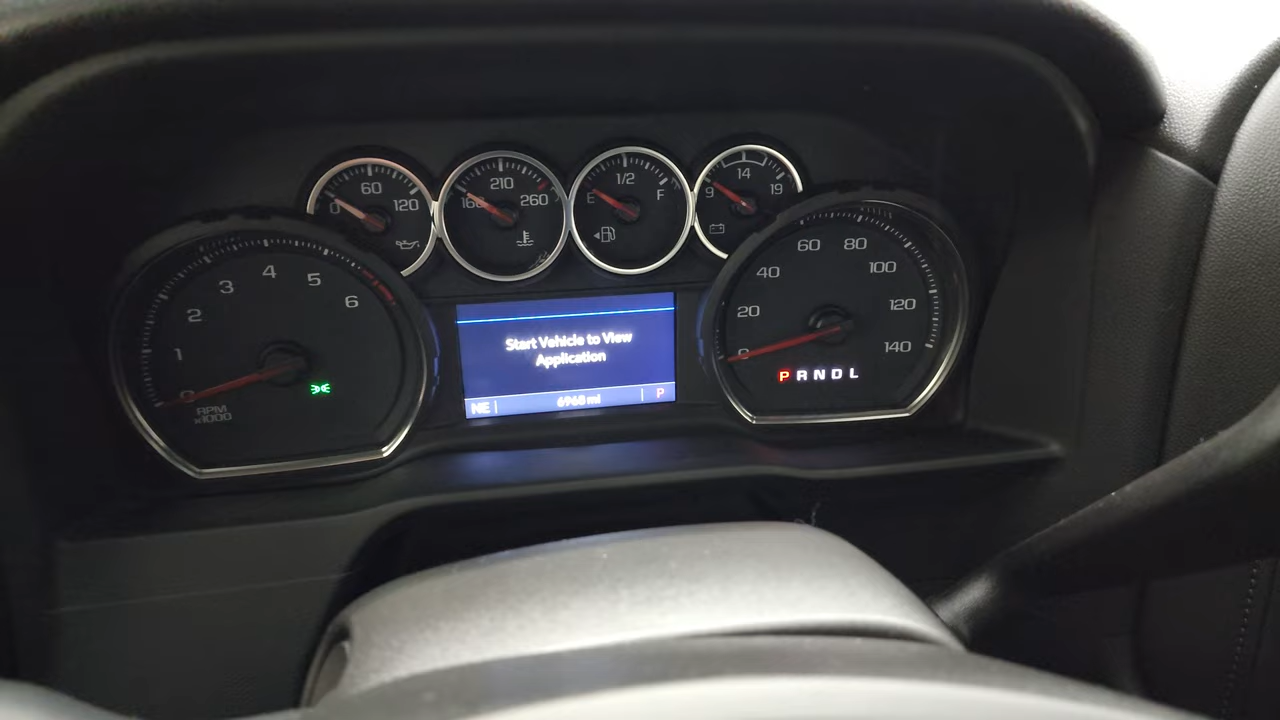 0 60 120
160 210 260
E 1/2 F
9 14 19
0 1 2 3 4 5 6
RPM
x1000
Start Vehicle to View
Application
NE | 6968 mi | P
0 20 40 60 80 100 120 140
P R N D L